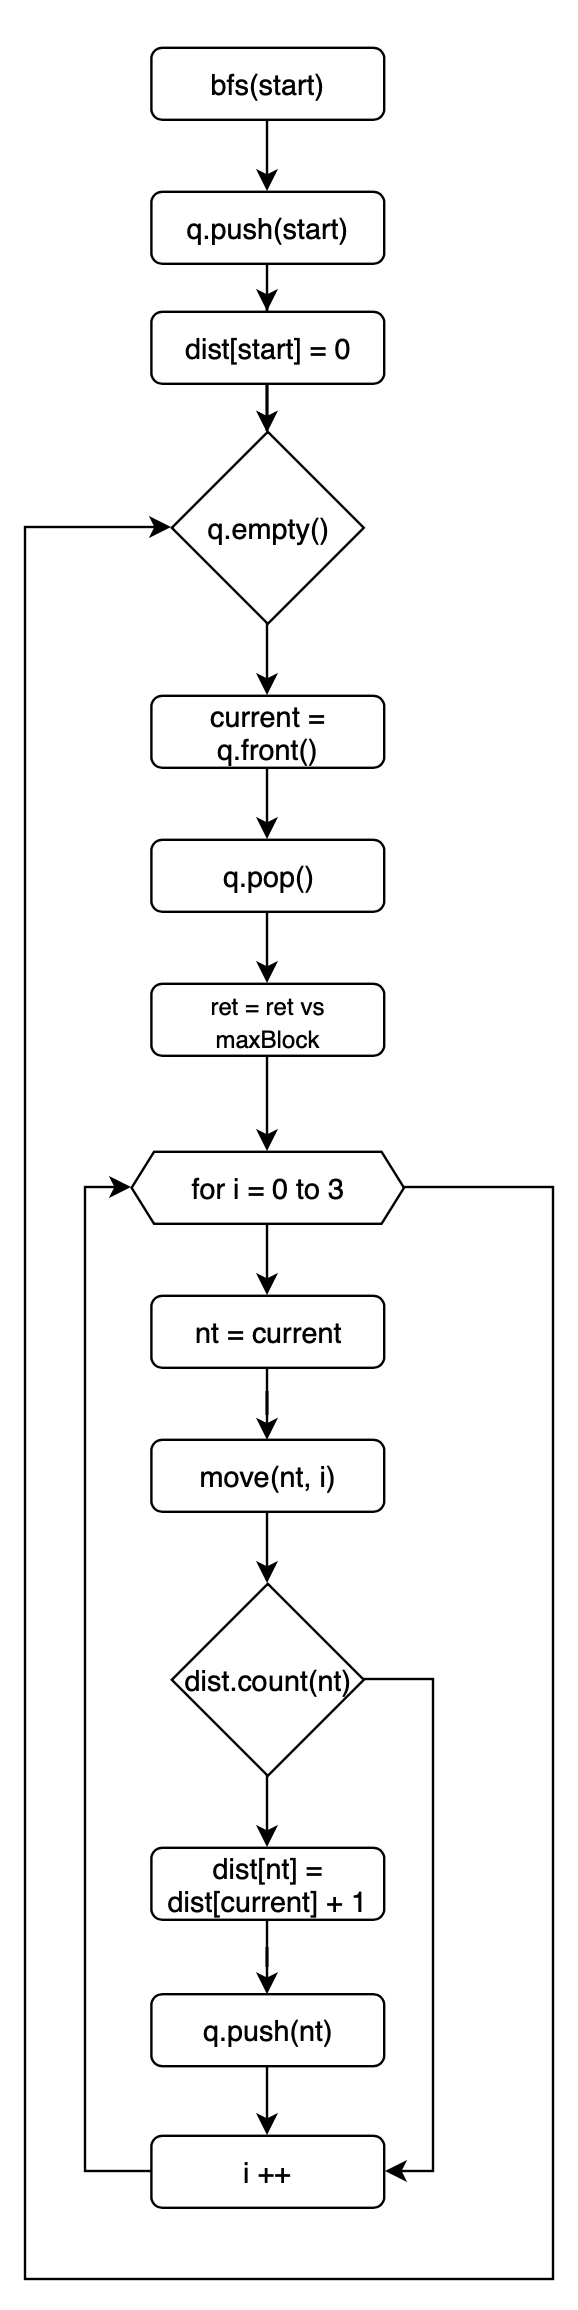 bfs(start)
q.push(start)
dist[start] = 0
q.empty()
current =
q.front()
q.pop()
ret = ret vs
maxBlock
for i = 0 to 3
nt = current
move(nt, i)
dist.count(nt)
dist[nt] =
dist[current] + 1
q.push(nt)
i ++